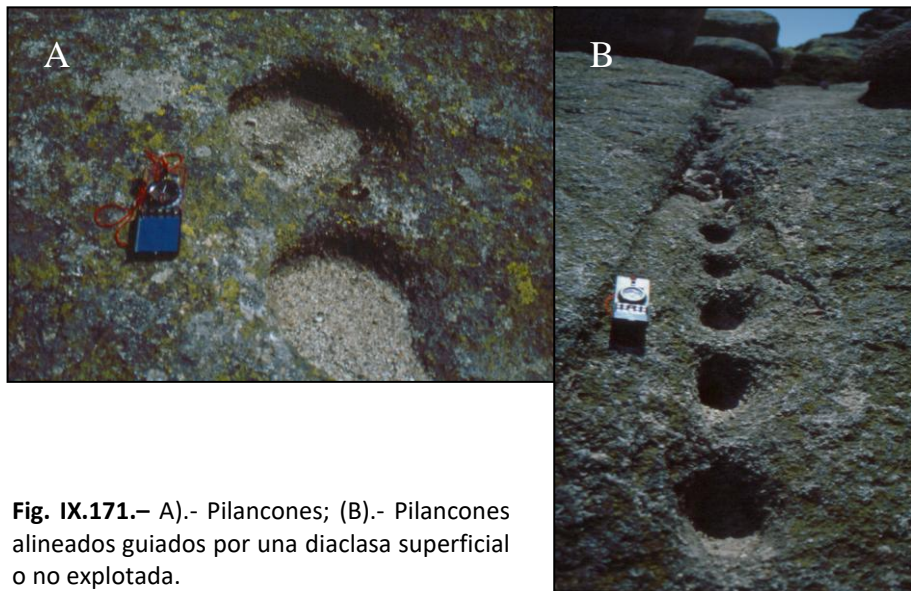 A
B
Fig. IX.171.– A).- Pilancones; (B).- Pilancones
alineados guiados por una diaclasa superficial
o no explotada.